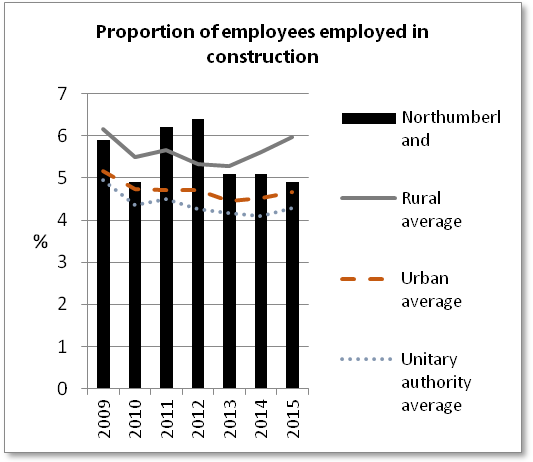 Proportion of employees employed in
construction
7
6
5
4
3
2
1
0
%
2009
2010
2011
2012
2013
2014
2015
Northumberl
and
Rural
average
Urban
average
Unitary
authority
average